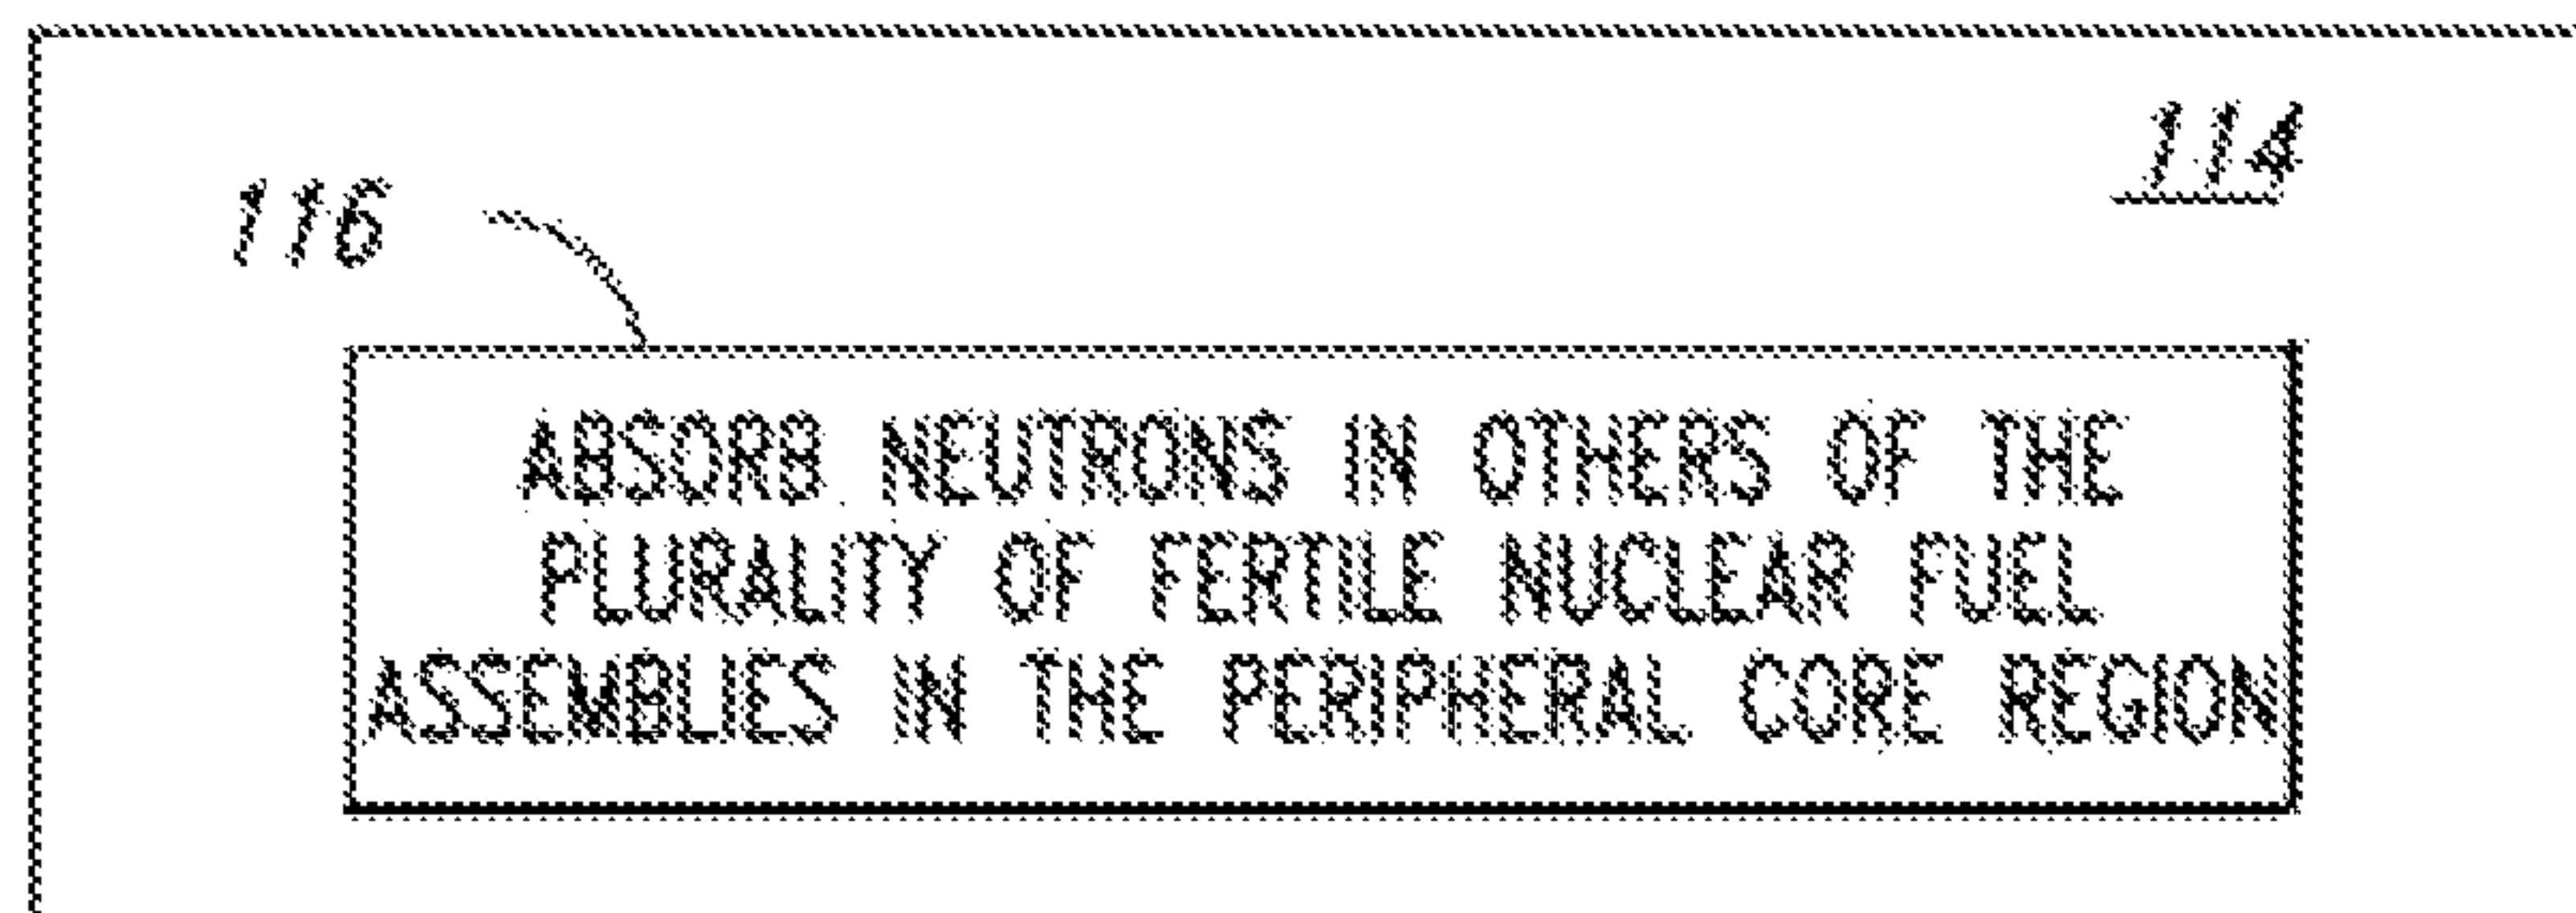 114
116
ABSORB NEUTRONS IN OTHERS OF THE
PLURALITY OF FERTILE NUCLEAR FUEL
ASSEMBLIES IN THE PERIPHERAL CORE REGION